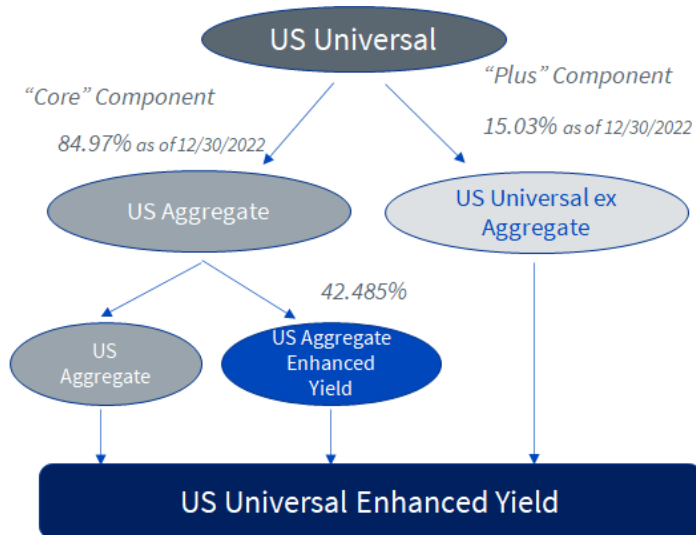 US Universal
“Core” Component
“Plus” Component
84.97% as of 12/30/2022
15.03% as of 12/30/2022
US Aggregate
US Universal ex
Aggregate
42.485%
US
Aggregate
US Aggregate
Enhanced
Yield
US Universal Enhanced Yield